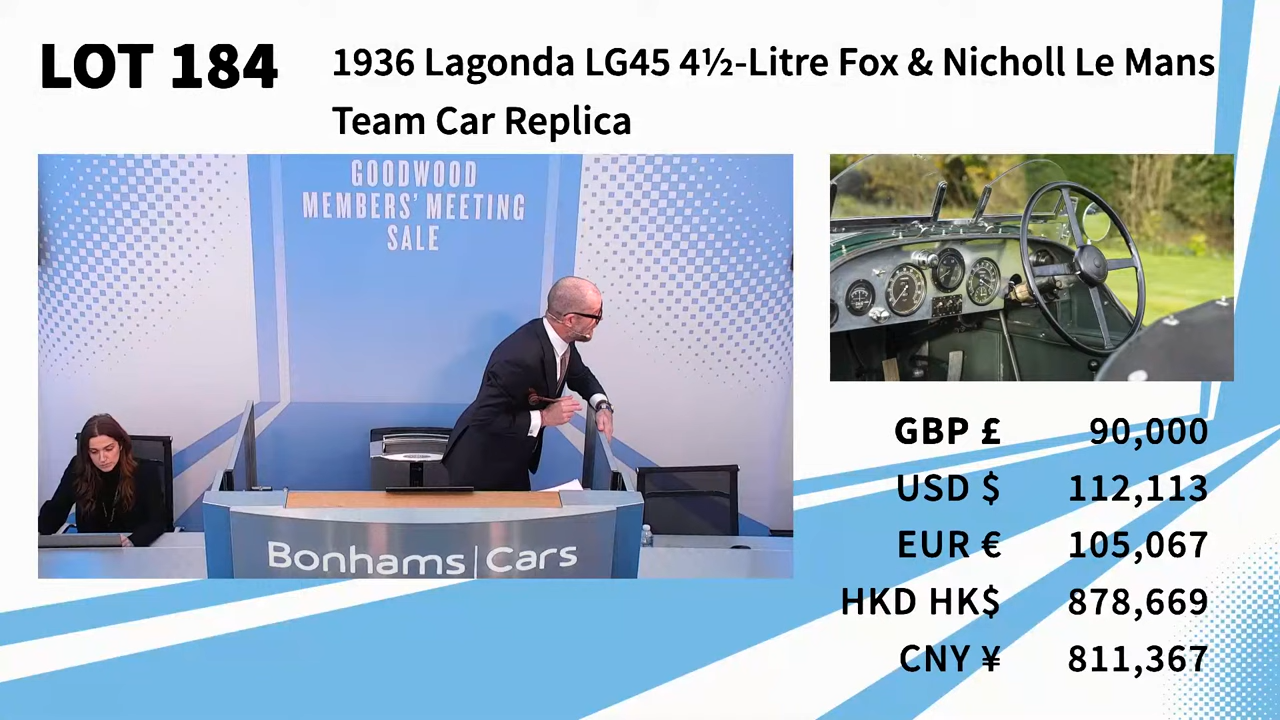 LOT 184
1936 Lagonda LG45 4½-Litre Fox & Nicholl Le Mans
Team Car Replica
GOODWOOD
MEMBERS' MEETING
SALE
Bonhams|Cars
GBP £ 90,000
USD $ 112,113
EUR € 105,067
HKD HK$ 878,669
CNY ¥ 811,367